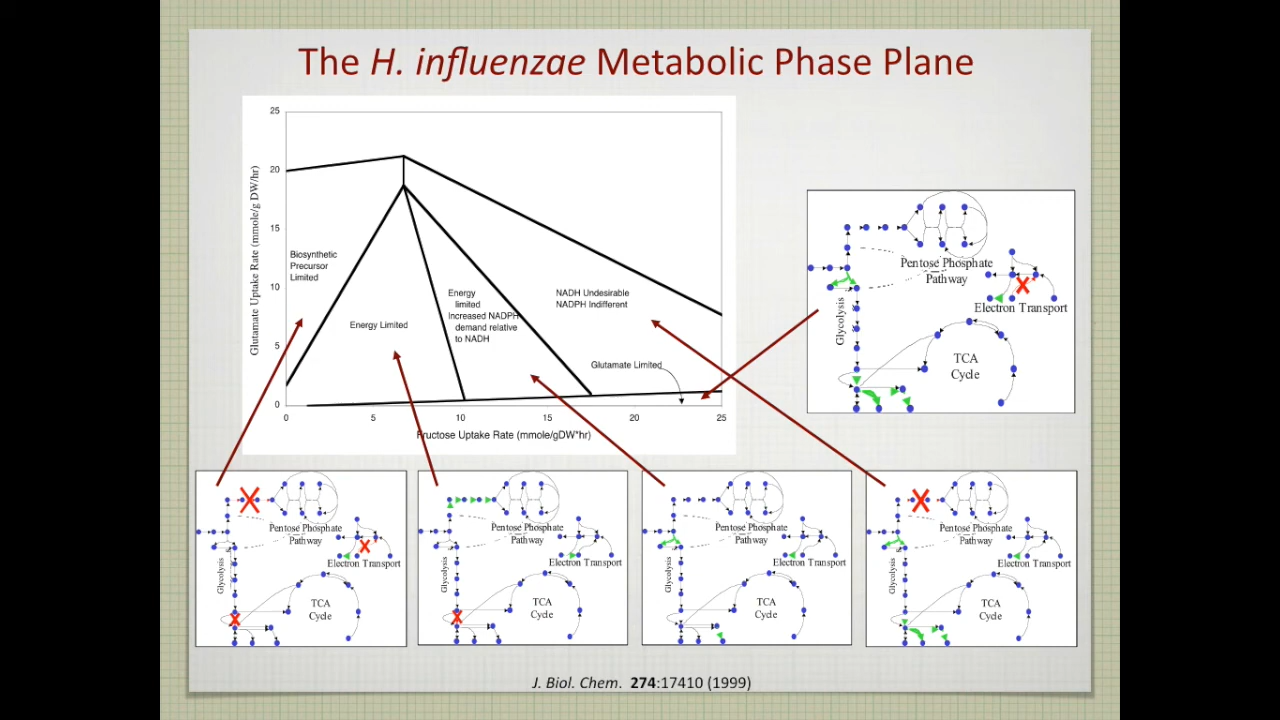 The H. influenzae Metabolic Phase Plane
25
20
15
10
5
0
Glutamate Uptake Rate (mmole/g DW/hr)
Biosynthetic
Precursor
Limited
Energy Limited
Energy
limited
Increased NADPH
demand relative
to NADH
NADH Undesirable
NADPH Indifferent
Glutamate Limited
0
5
10
15
20
25
Fructose Uptake Rate (mmole/gDW*hr)
Pentose Phosphate
Pathway
Electron Transport
Glycolysis
TCA
Cycle
Pentose Phosphate
Pathway
Electron Transport
Glycolysis
TCA
Cycle
Pentose Phosphate
Pathway
Electron Transport
Glycolysis
TCA
Cycle
Pentose Phosphate
Pathway
Electron Transport
Glycolysis
TCA
Cycle
Pentose Phosphate
Pathway
Electron Transport
Glycolysis
TCA
Cycle
J. Biol. Chem. 274:17410 (1999)